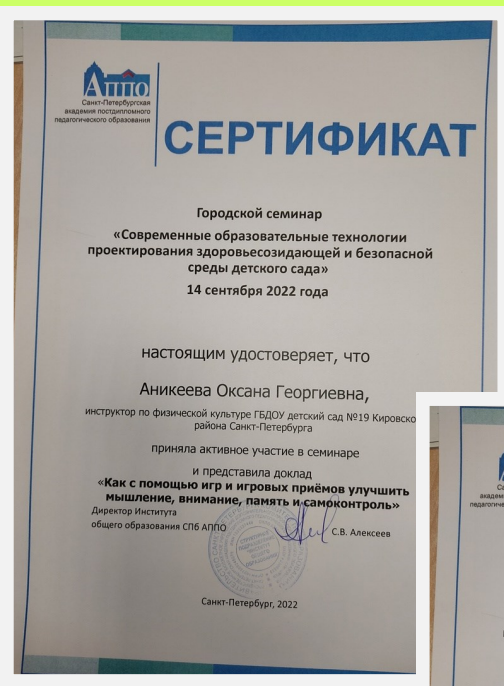 АППО
Санкт-Петербургская
академия постдипломного
педагогического образования
СЕРТИФИКАТ
Городской семинар
«Современные образовательные технологии
проектирования здоровьесозидающей и безопасной
среды детского сада»
14 сентября 2022 года
настоящим удостоверяет, что
Аникеева Оксана Георгиевна,
инструктор по физической культуре ГБДОУ детский сад №19 Кировско
района Санкт-Петербурга
приняла активное участие в семинаре
и представила доклад
«Как с помощью игр и игровых приёмов улучшить
мышление, внимание, память и самоконтроль»
Директор Института
общего образования СПб АППО
С.В. Алексеев
Санкт-Петербург, 2022